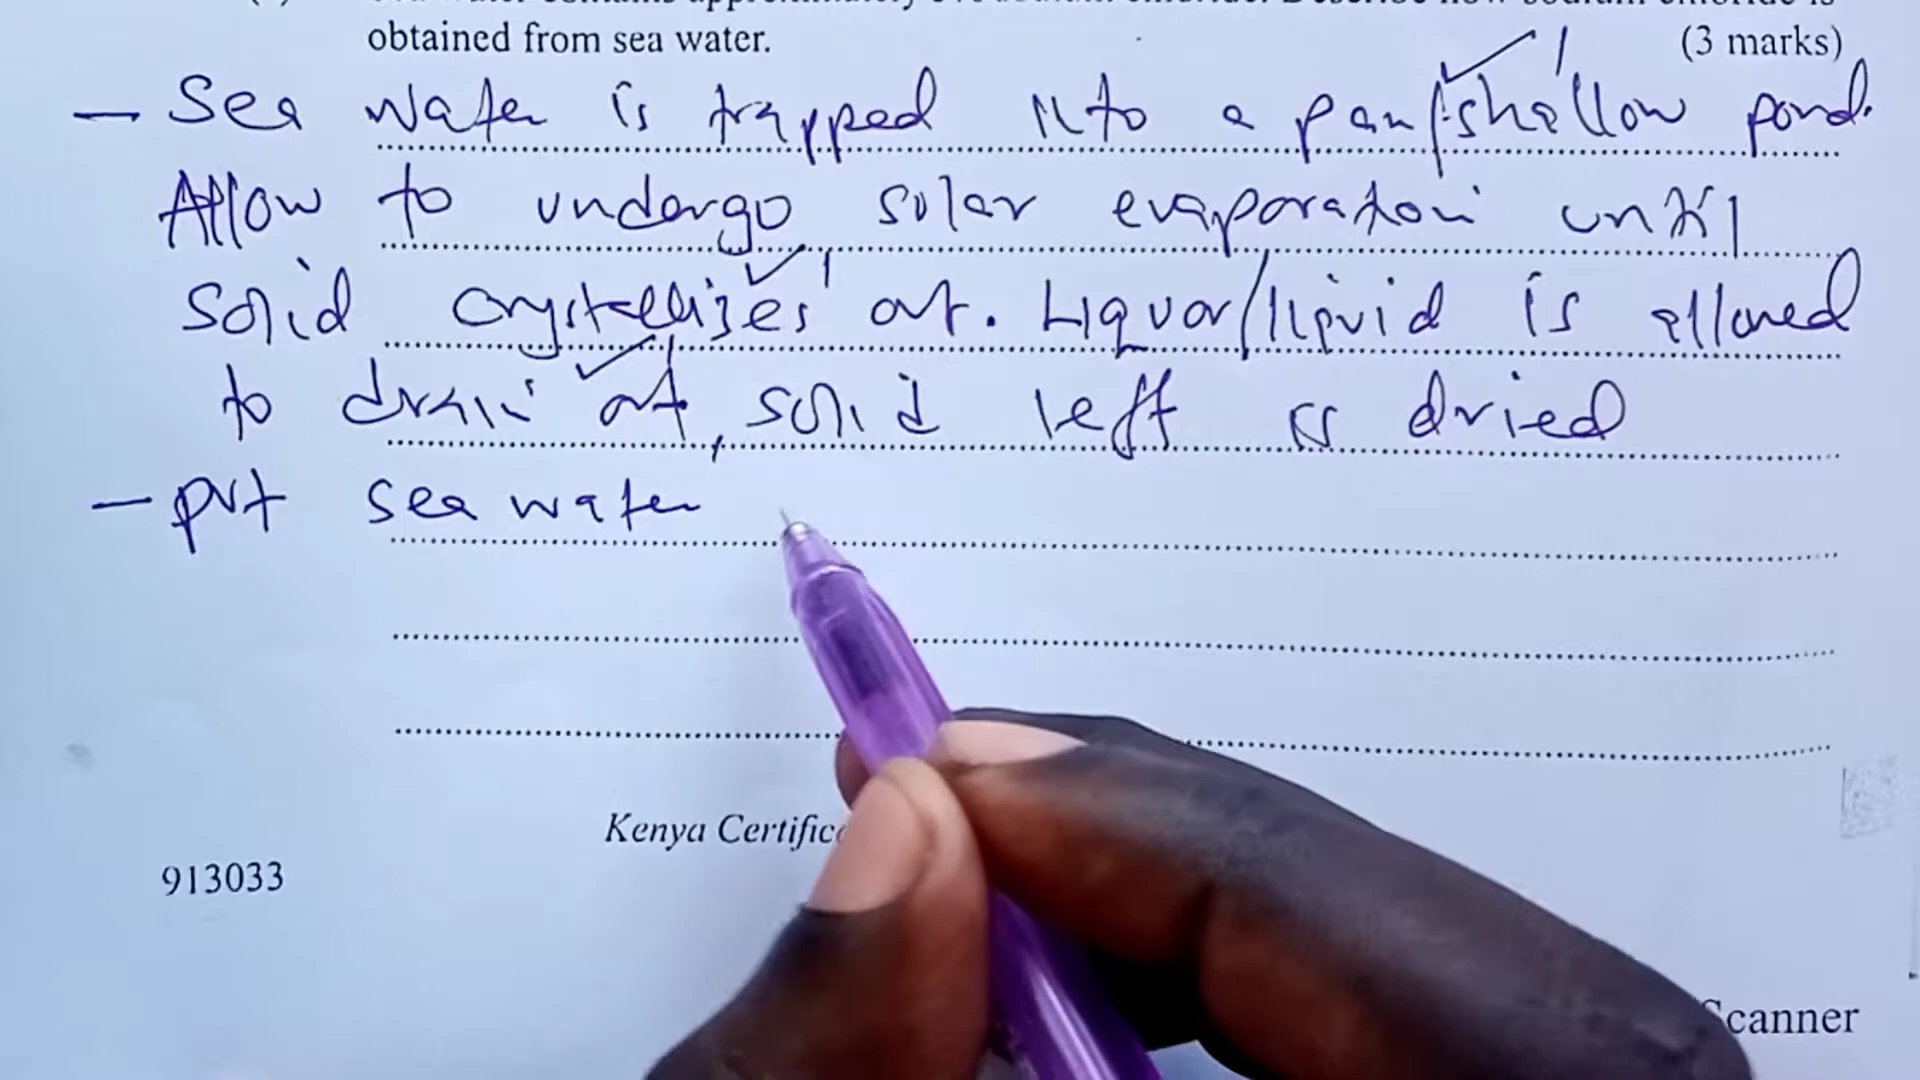 obtained from sea water. (3 marks)
- Sea water is trapped into a pan/shallow pond.
Allow to undergo solar evaporation until
solid crystallizes out. Liquor/liquid is allowed
to drain out, solid left is dried
- put sea water
Kenya Certific
913033
Scanner